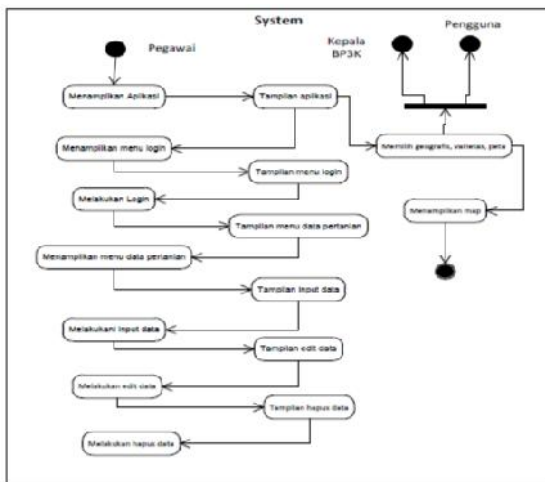 System
Pegawai
Kepala
BP3K
Pengguna
Menampilkan Aplikasi
Tampilan aplikasi
Menampilkan menu login
Memilih geografis, varietas, peta
Tampilan menu login
Melakukan Login
Menampilkan map
Tampilan menu data pertanian
Menampilkan menu data pertanian
Tampilan input data
Melakukani input data
Tampilan edit data
Melakukan edit data
Tampilan hapus data
Melakukan hapus data